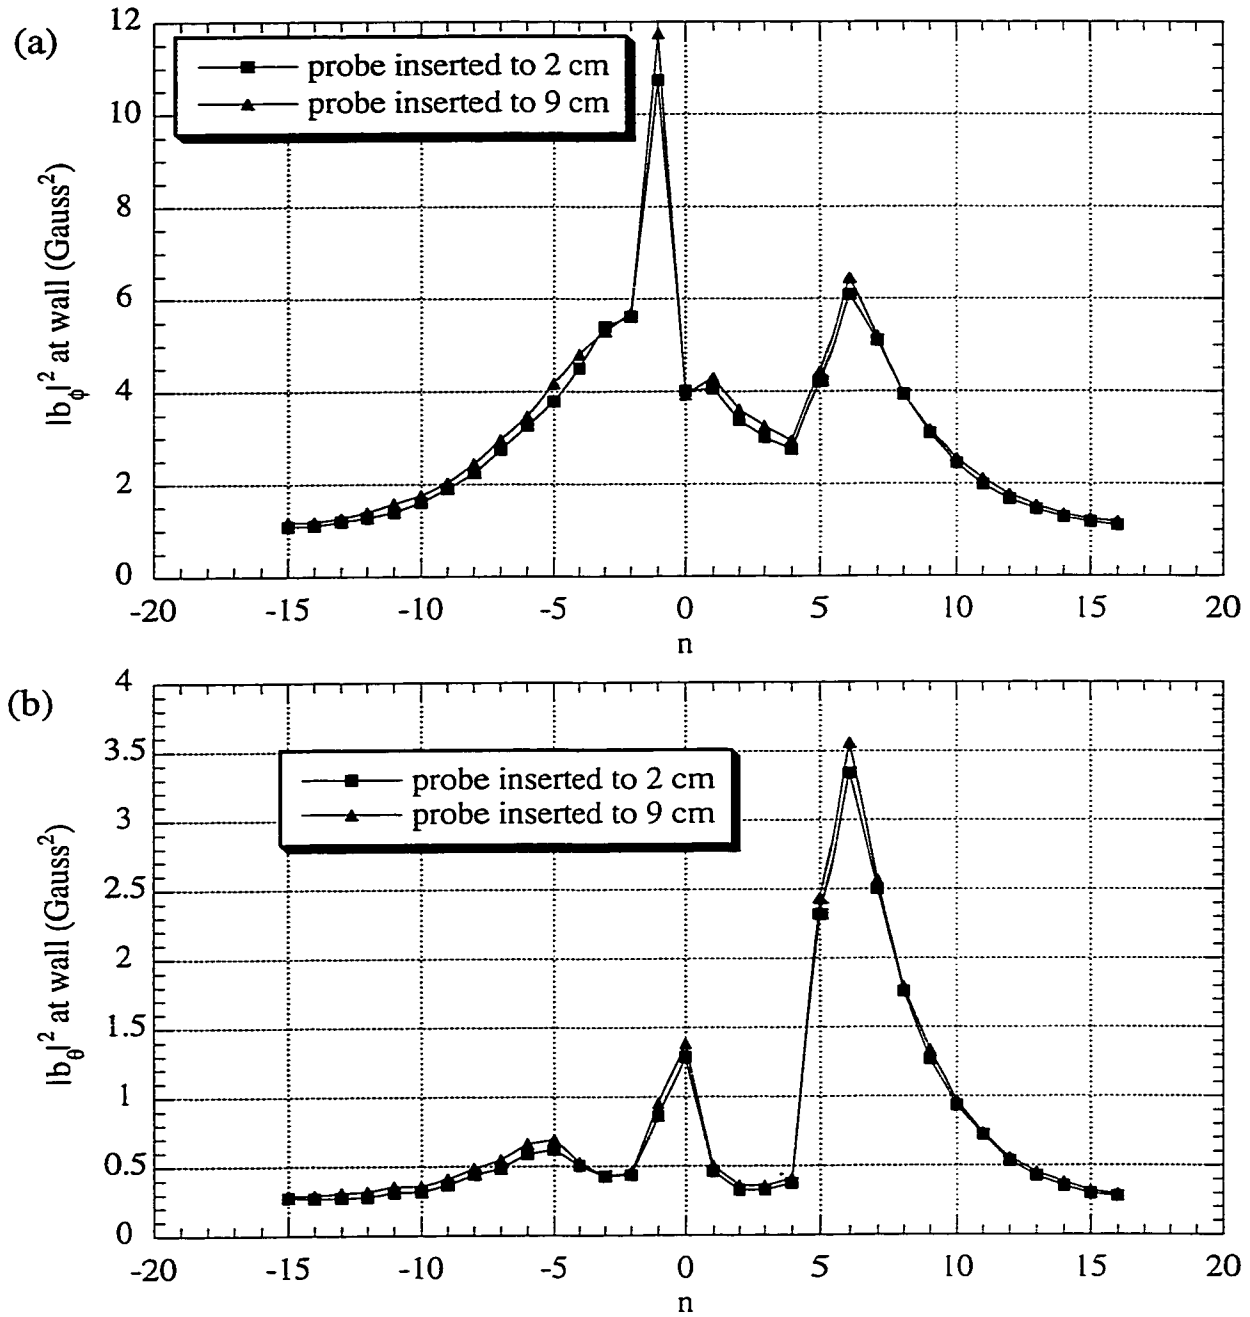 (a)
12
10
8
6
4
2
0
|b_ϕ|² at wall (Gauss²)
probe inserted to 2 cm
probe inserted to 9 cm
-20 -15 -10 -5 0 5 10 15 20
n
(b)
4
3.5
3
2.5
2
1.5
1
0.5
0
|b_θ|² at wall (Gauss²)
probe inserted to 2 cm
probe inserted to 9 cm
-20 -15 -10 -5 0 5 10 15 20
n